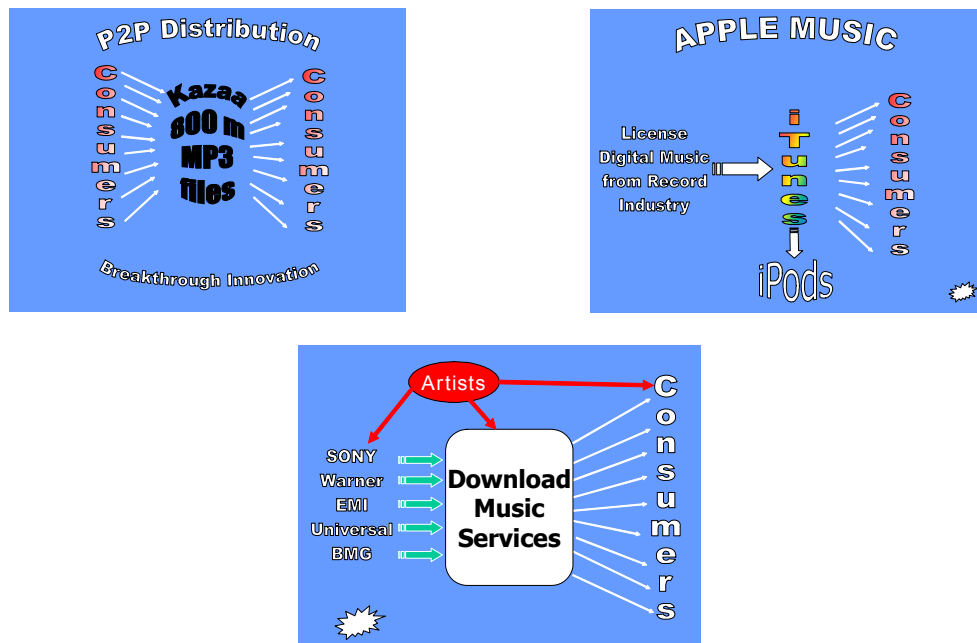 P2P Distribution
Consumers
Kazaa
800 m
MP3
files
Consumers
Breakthrough Innovation
APPLE MUSIC
License
Digital Music
from Record
Industry
iTunes
Consumers
iPods
Artists
SONY
Warner
EMI
Universal
BMG
Download
Music
Services
Consumers